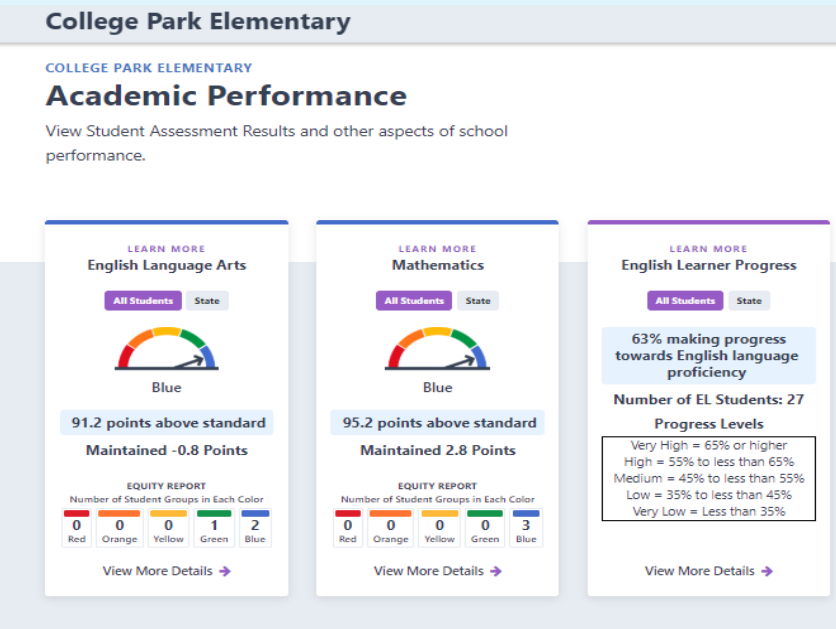 College Park Elementary
COLLEGE PARK ELEMENTARY
Academic Performance
View Student Assessment Results and other aspects of school
performance.
LEARN MORE
English Language Arts
All Students State
Blue
91.2 points above standard
Maintained -0.8 Points
EQUITY REPORT
Number of Student Groups in Each Color
0 0 0 1 2
Red Orange Yellow Green Blue
View More Details
LEARN MORE
Mathematics
All Students State
Blue
95.2 points above standard
Maintained 2.8 Points
EQUITY REPORT
Number of Student Groups in Each Color
0 0 0 0 3
Red Orange Yellow Green Blue
View More Details
LEARN MORE
English Learner Progress
All Students State
63% making progress
towards English language
proficiency
Number of EL Students: 27
Progress Levels
Very High = 65% or higher
High = 55% to less than 65%
Medium = 45% to less than 55%
Low = 35% to less than 45%
Very Low = Less than 35%
View More Details